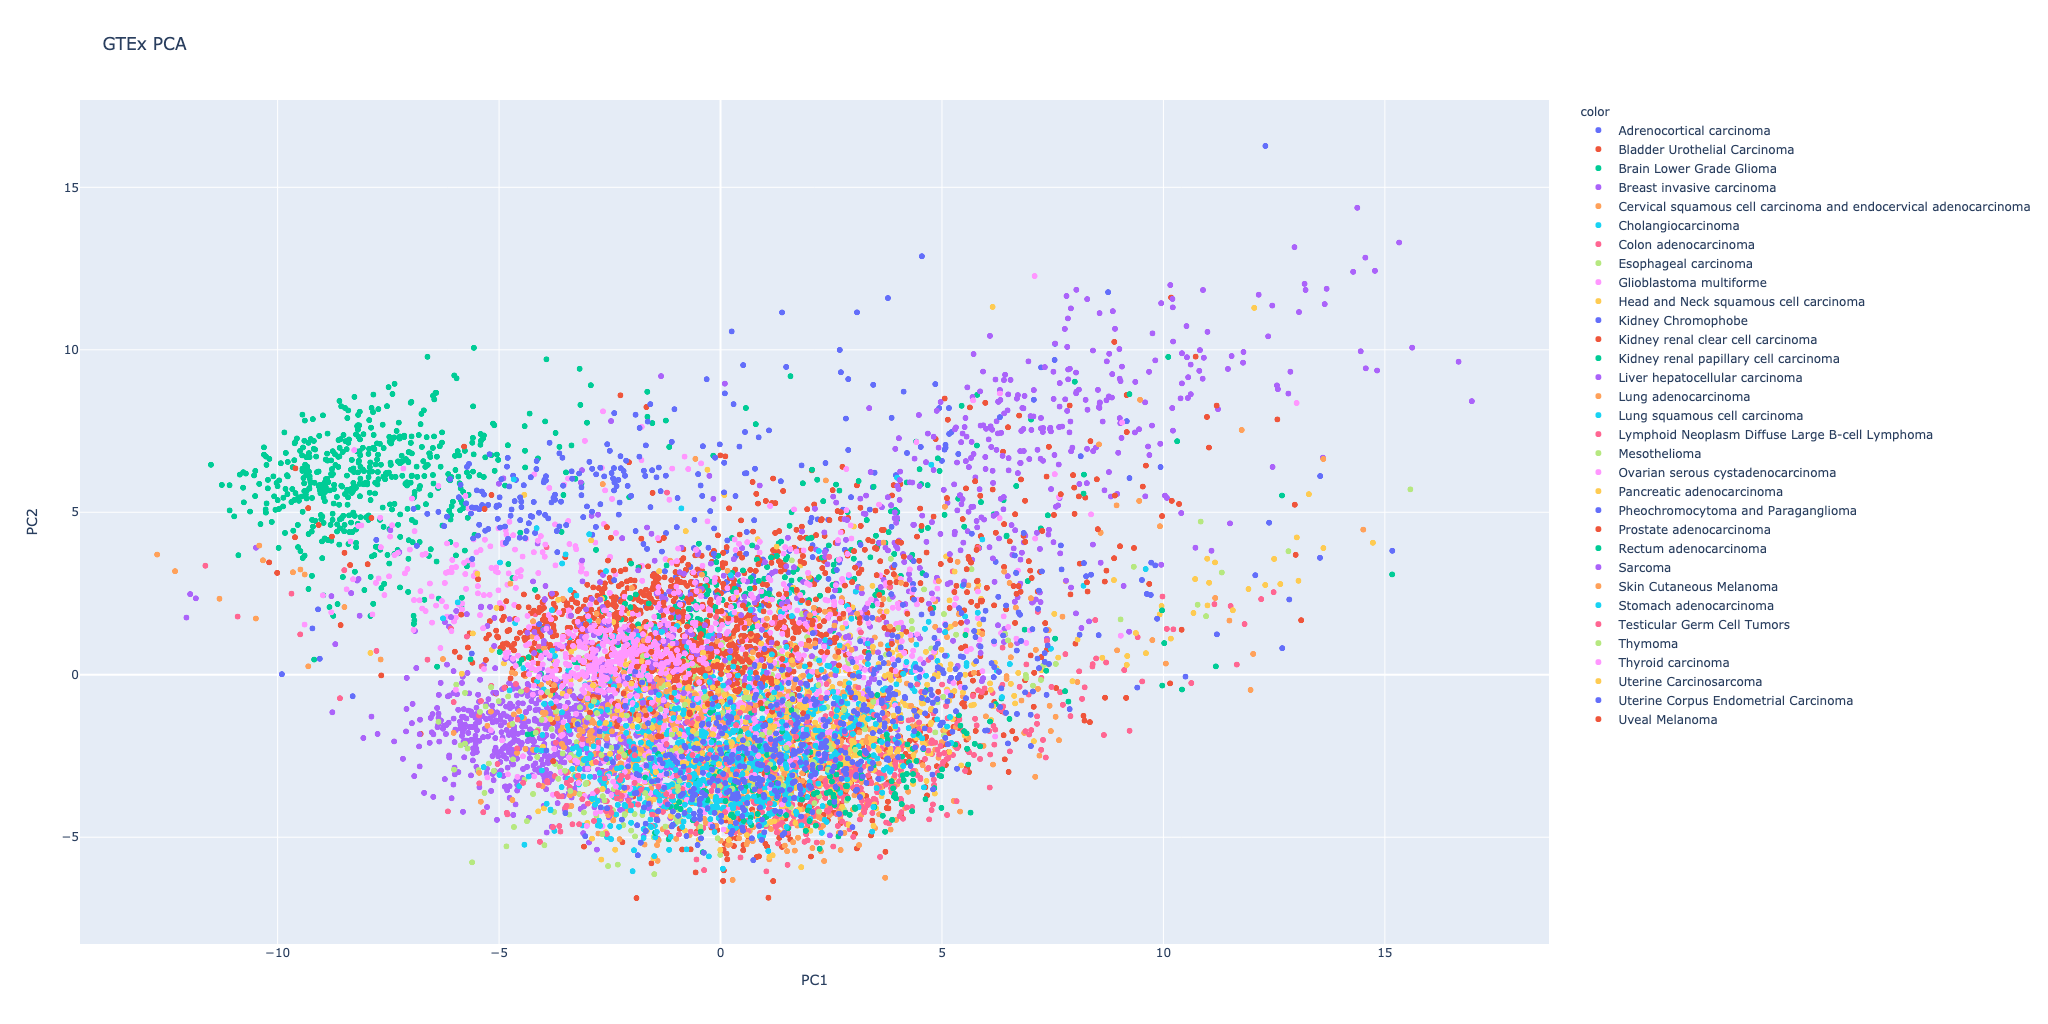 GTEx PCA
color
Adrenocortical carcinoma
Bladder Urothelial Carcinoma
Brain Lower Grade Glioma
Breast invasive carcinoma
Cervical squamous cell carcinoma and endocervical adenocarcinoma
Cholangiocarcinoma
Colon adenocarcinoma
Esophageal carcinoma
Glioblastoma multiforme
Head and Neck squamous cell carcinoma
Kidney Chromophobe
Kidney renal clear cell carcinoma
Kidney renal papillary cell carcinoma
Liver hepatocellular carcinoma
Lung adenocarcinoma
Lung squamous cell carcinoma
Lymphoid Neoplasm Diffuse Large B-cell Lymphoma
Mesothelioma
Ovarian serous cystadenocarcinoma
Pancreatic adenocarcinoma
Pheochromocytoma and Paraganglioma
Prostate adenocarcinoma
Rectum adenocarcinoma
Sarcoma
Skin Cutaneous Melanoma
Stomach adenocarcinoma
Testicular Germ Cell Tumors
Thymoma
Thyroid carcinoma
Uterine Carcinosarcoma
Uterine Corpus Endometrial Carcinoma
Uveal Melanoma
15
10
5
0
−5
PC2
−10
−5
0
5
10
15
PC1